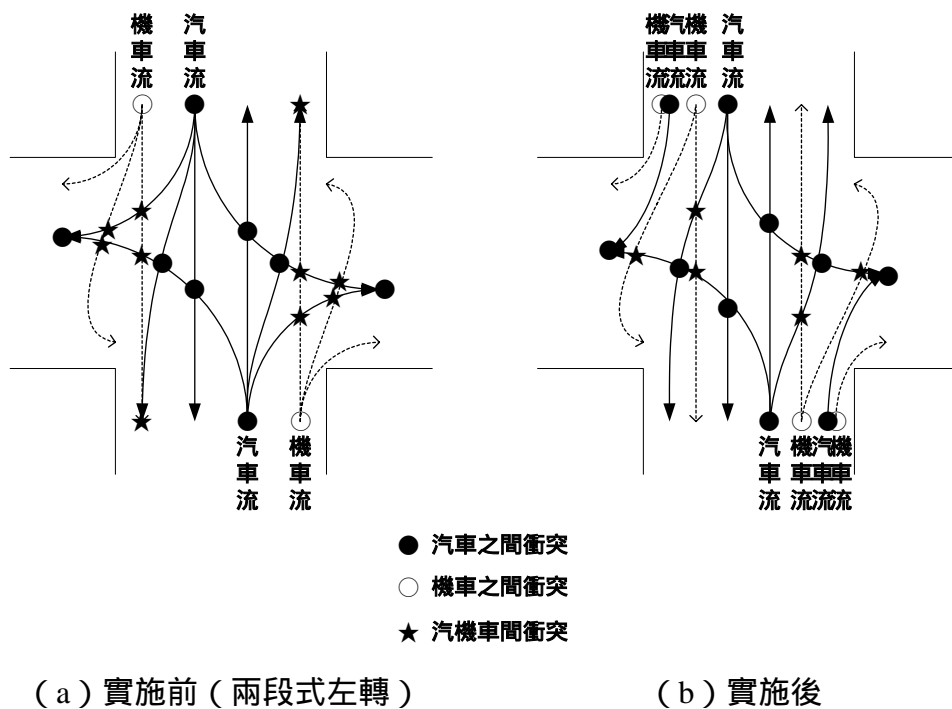 機車流
汽車流
機車流
汽車流
機車流
汽車流
汽車流
機車流
汽車流
機車流
汽車流
機車流
汽車之間衝突
機車之間衝突
汽機車間衝突
（a）實施前（兩段式左轉）
（b）實施後